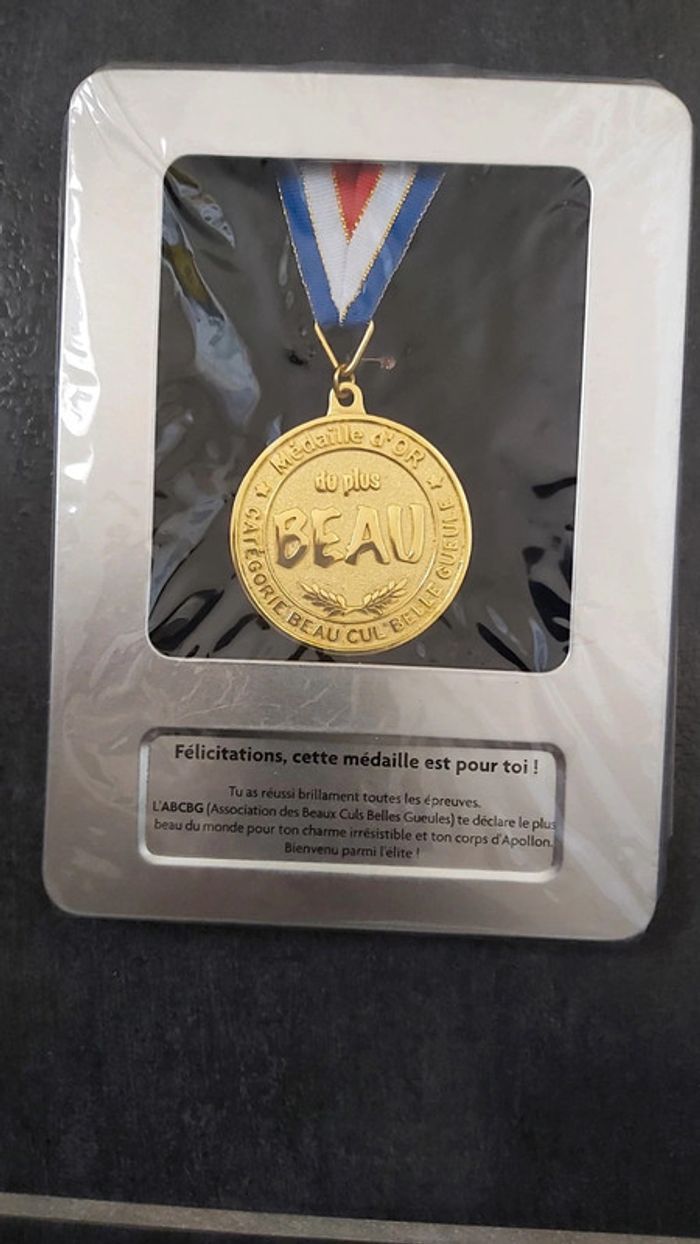 Médaille d'OR
du plus
BEAU
CATÉGORIE BEAU CUL BELLE GUEULE
Félicitations, cette médaille est pour toi !
Tu as réussi brillament toutes les épreuves.
L'ABCBG (Association des Beaux Culs Belles Gueules) te déclare le plus
beau du monde pour ton charme irrésistible et ton corps d'Apollon.
Bienvenu parmi l'élite !